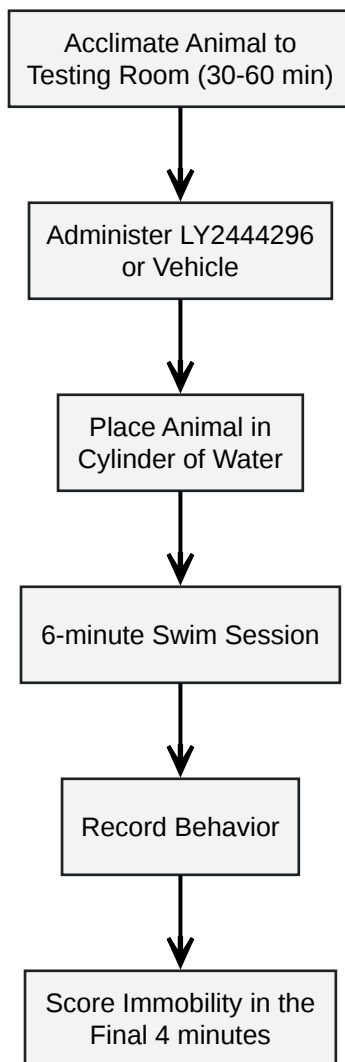 Acclimate Animal to
Testing Room (30-60 min)
Administer LY2444296
or Vehicle
Place Animal in
Cylinder of Water
6-minute Swim Session
Record Behavior
Score Immobility in the
Final 4 minutes